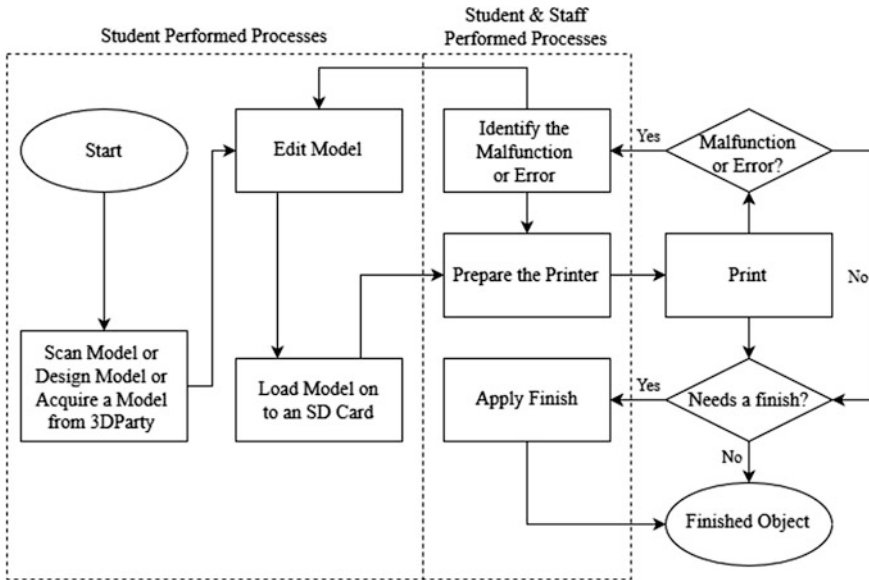 Student Performed Processes
Student & Staff
Performed Processes
Start
Edit Model
Identify the
Malfunction
or Error
Yes
Malfunction
or Error?
Prepare the Printer
Print
No
Scan Model or
Design Model or
Acquire a Model
from 3DParty
Load Model on
to an SD Card
Apply Finish
Yes
Needs a finish?
No
Finished Object